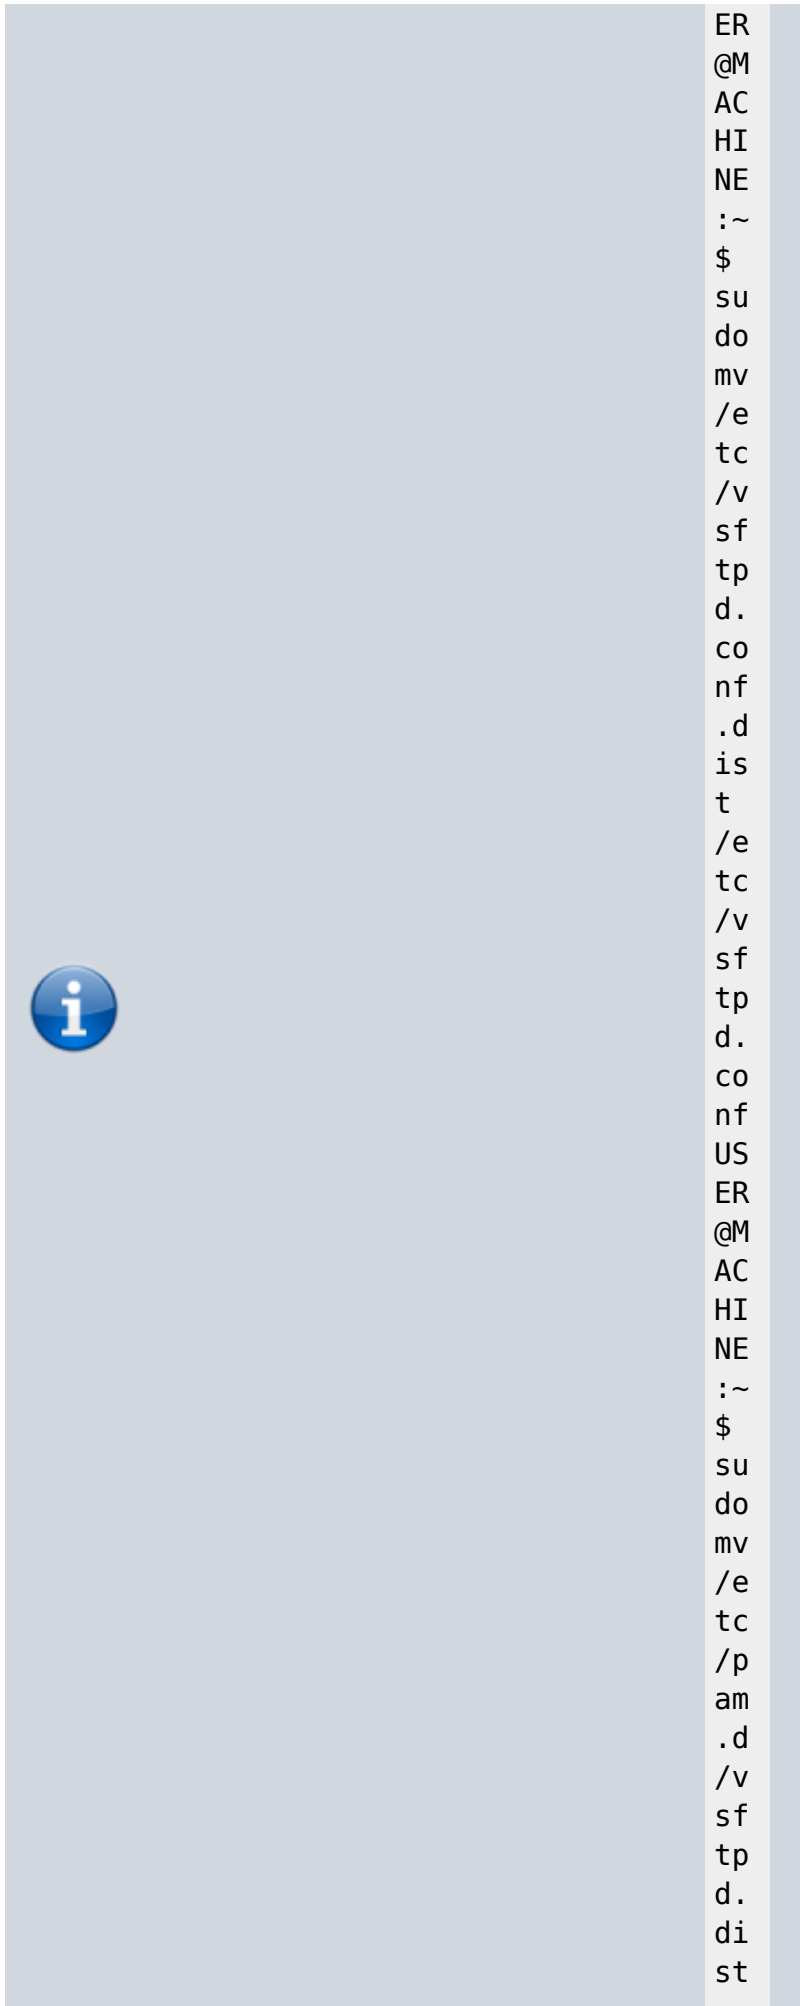 ER
@M
AC
HI
NE
:~
$
su
do
mv
/e
tc
/v
sf
tp
d.
co
nf
.d
is
t
/e
tc
/v
sf
tp
d.
co
nf
US
ER
@M
AC
HI
NE
:~
$
su
do
mv
/e
tc
/p
am
.d
/v
sf
tp
d.
di
st